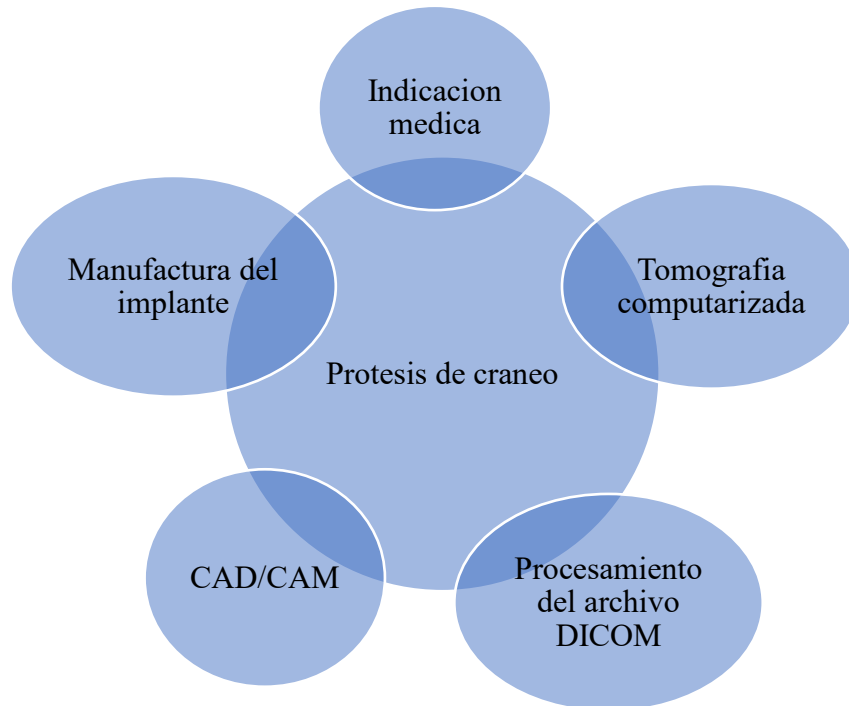 Indicacion
medica
Tomografia
computarizada
Procesamiento
del archivo
DICOM
CAD/CAM
Manufactura del
implante
Protesis de craneo